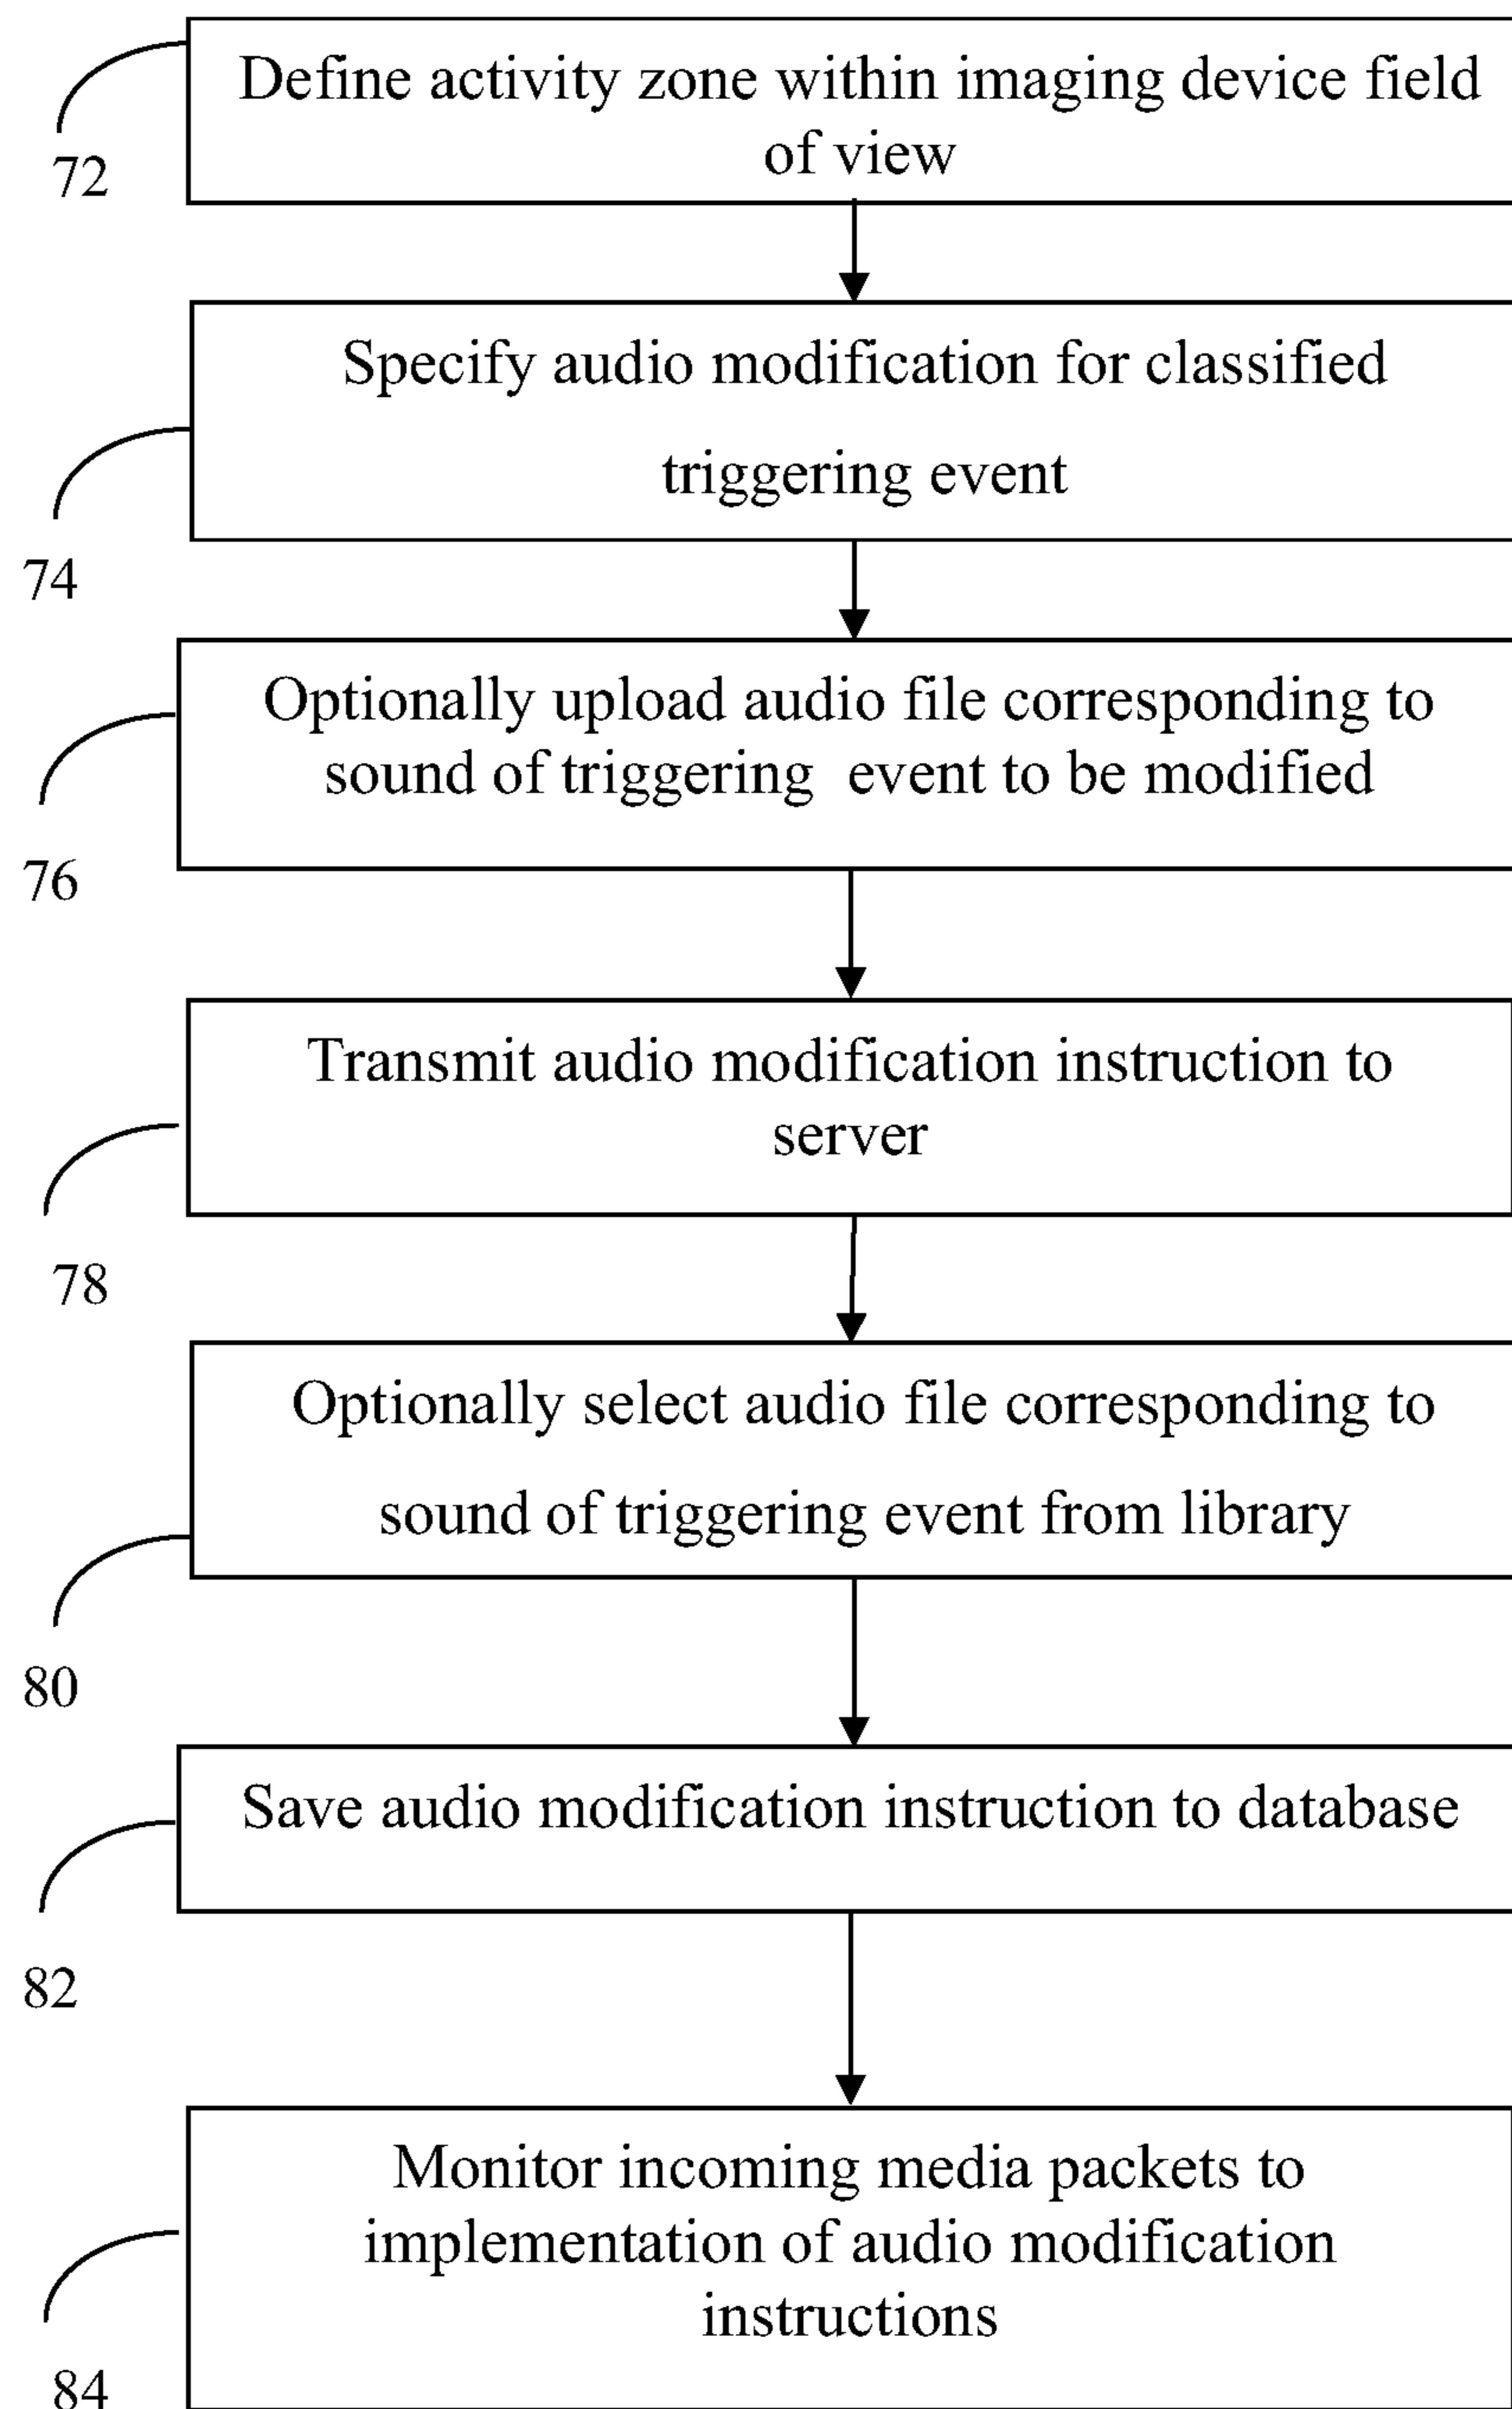 Define activity zone within imaging device field
of view
72
Specify audio modification for classified
triggering event
74
Optionally upload audio file corresponding to
sound of triggering event to be modified
76
Transmit audio modification instruction to
server
78
Optionally select audio file corresponding to
sound of triggering event from library
80
Save audio modification instruction to database
82
Monitor incoming media packets to
implementation of audio modification
instructions
84